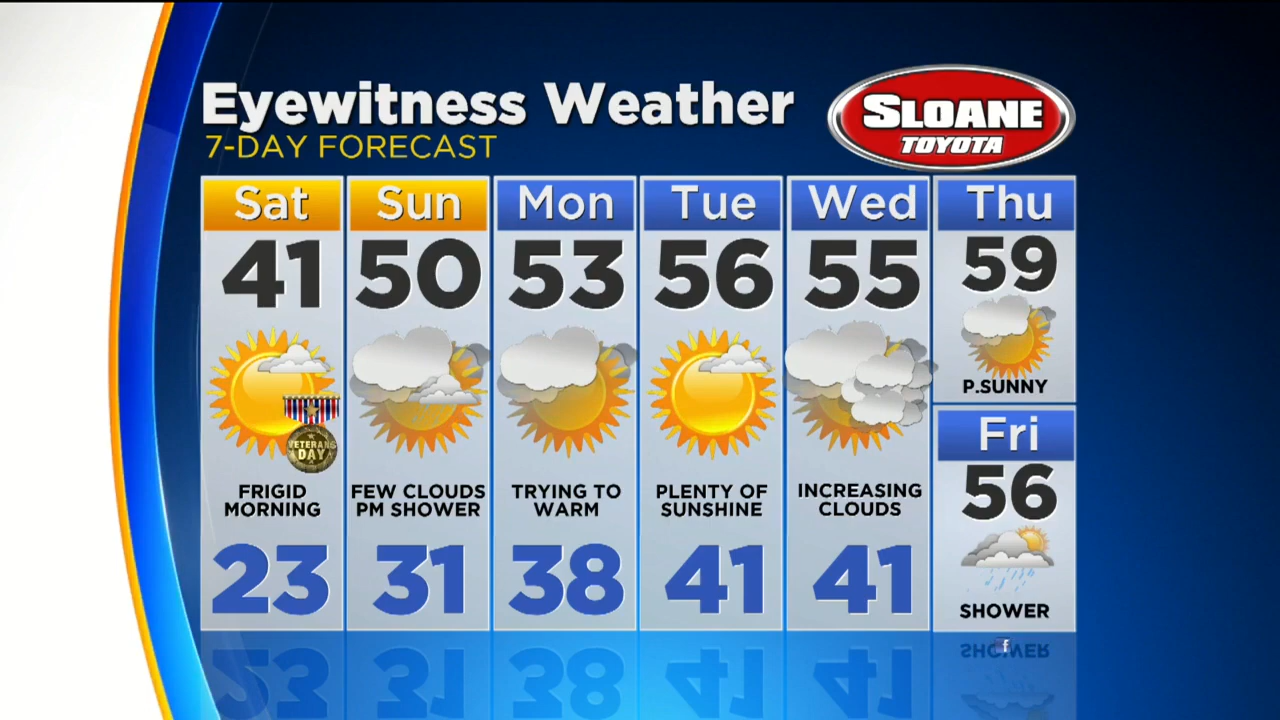 Eyewitness Weather
7-DAY FORECAST
SLOANE
TOYOTA
Sat
41
VETERANS
DAY
FRIGID
MORNING
23
Sun
50
FEW CLOUDS
PM SHOWER
31
Mon
53
TRYING TO
WARM
38
Tue
56
PLENTY OF
SUNSHINE
41
Wed
55
INCREASING
CLOUDS
41
Thu
59
P.SUNNY
Fri
56
SHOWER
f